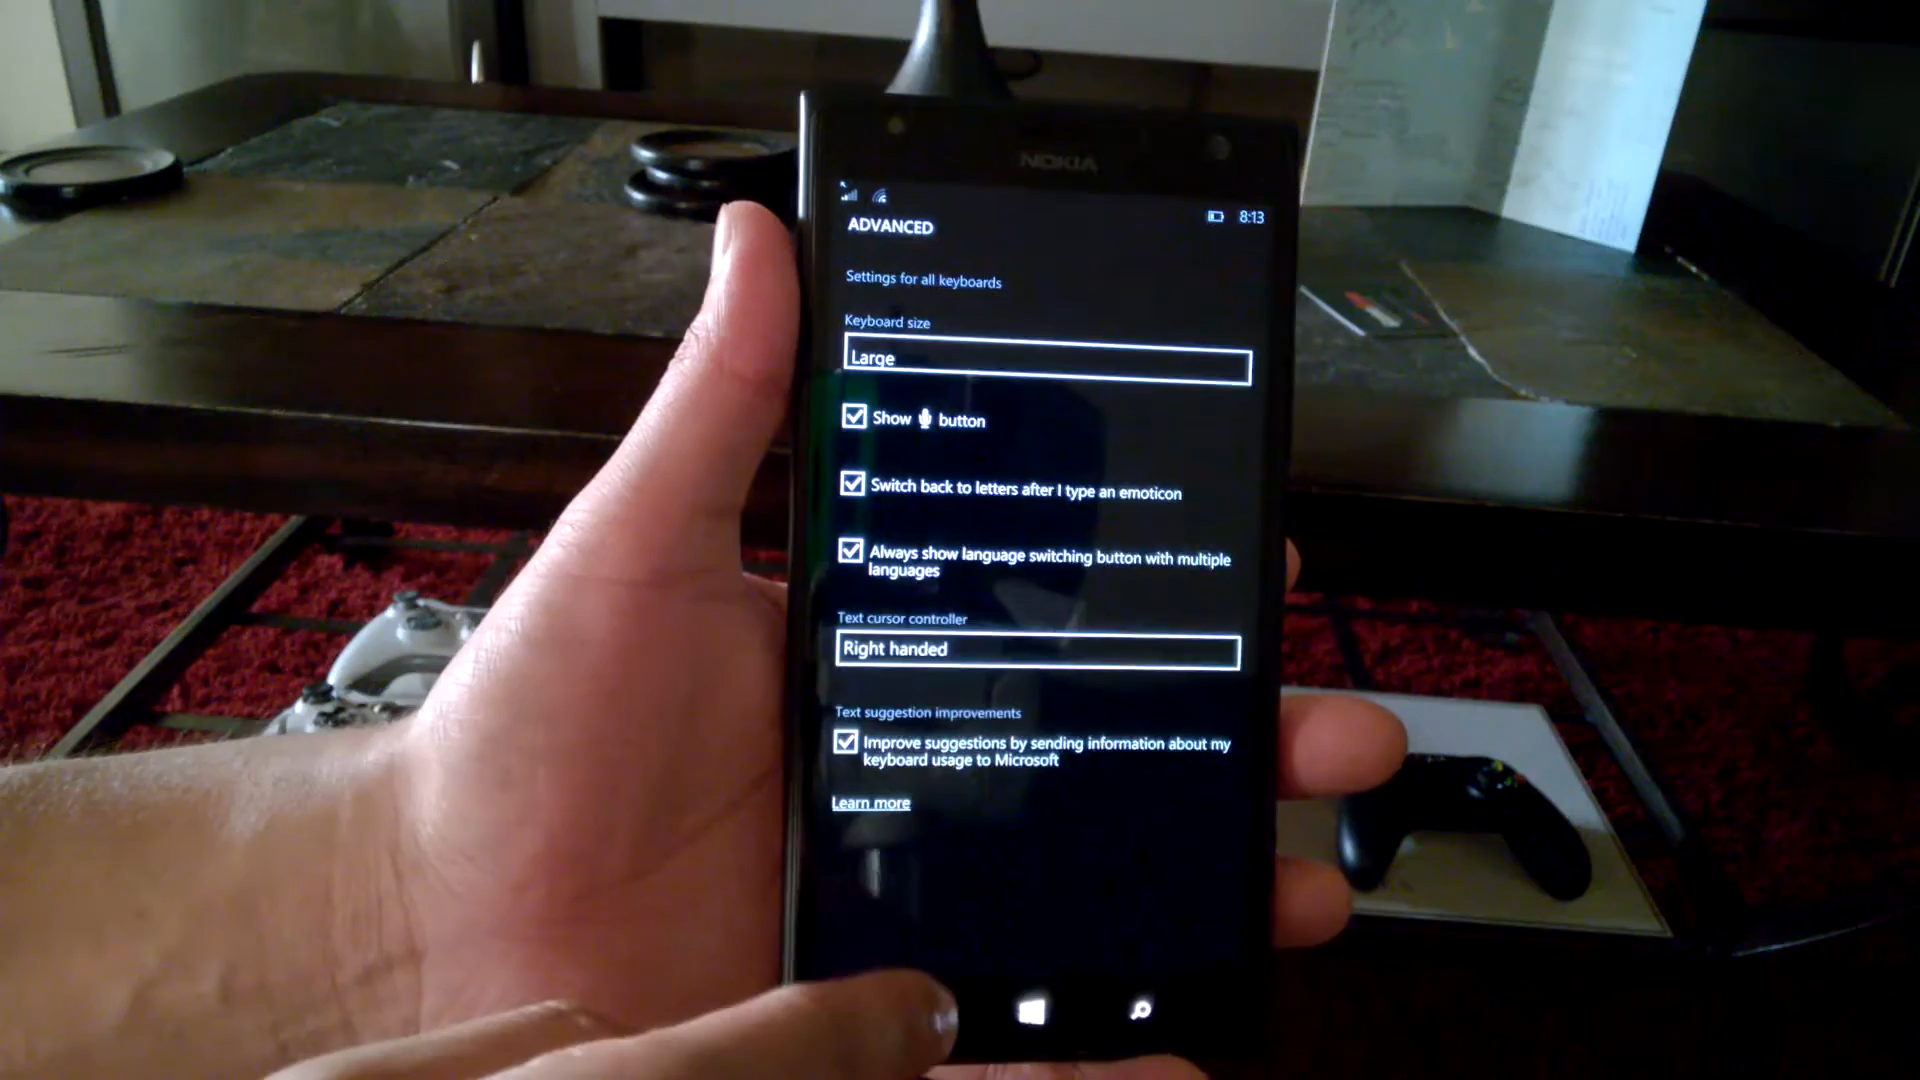 NOKIA
8:13
ADVANCED
Settings for all keyboards
Keyboard size
Large
Show button
Switch back to letters after I type an emoticon
Always show language switching button with multiple
languages
Text cursor controller
Right handed
Text suggestion improvements
Improve suggestions by sending information about my
keyboard usage to Microsoft
Learn more